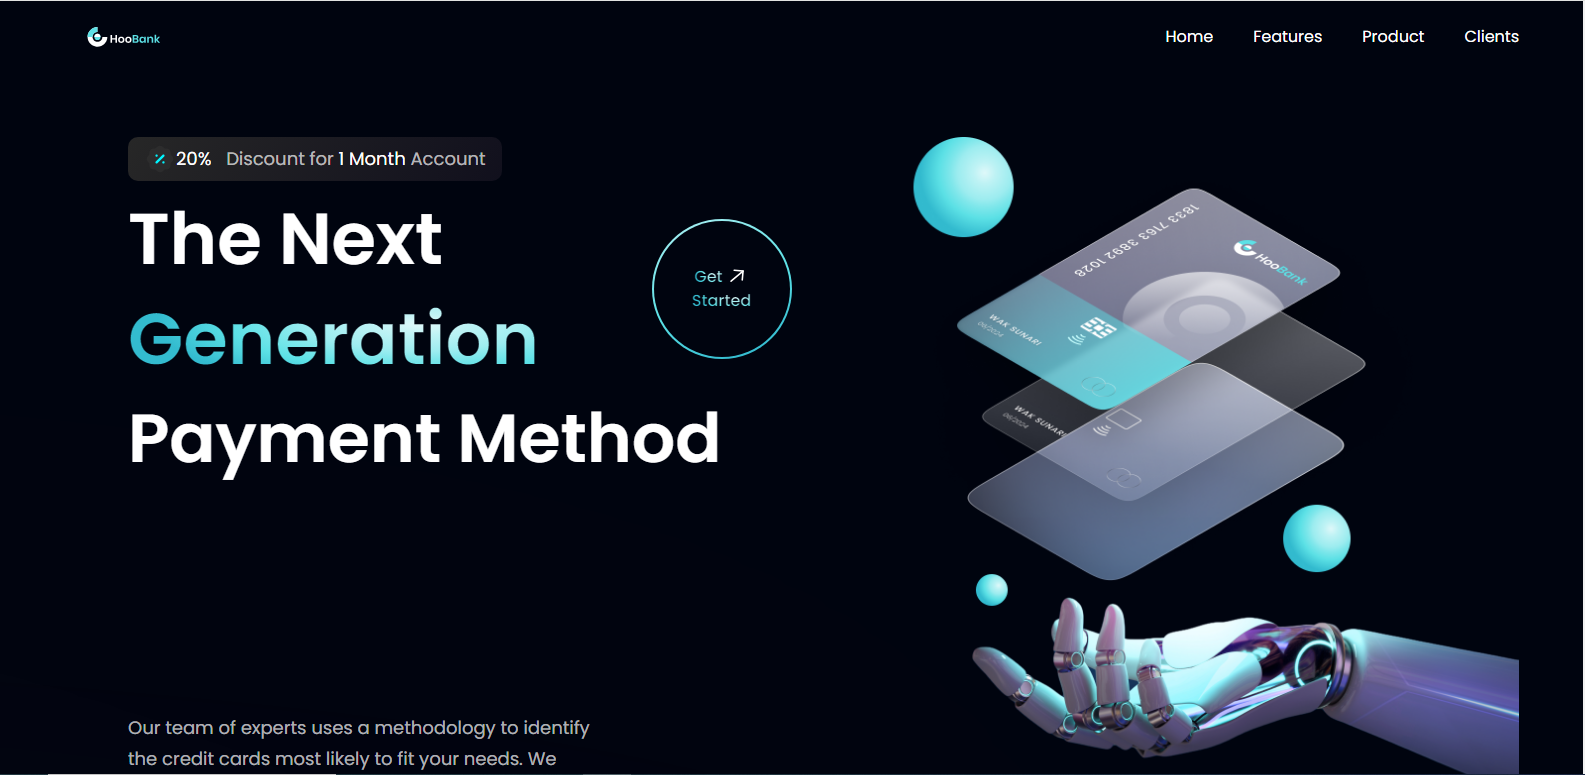 HooBank
Home Features Product Clients
20% Discount for 1 Month Account
The Next
Generation
Payment Method
Get
Started
1833 7163 3892 1028
HooBank
WAK SUNARI
06/2024
WAK SUNARI
06/2024
Our team of experts uses a methodology to identify
the credit cards most likely to fit your needs. We